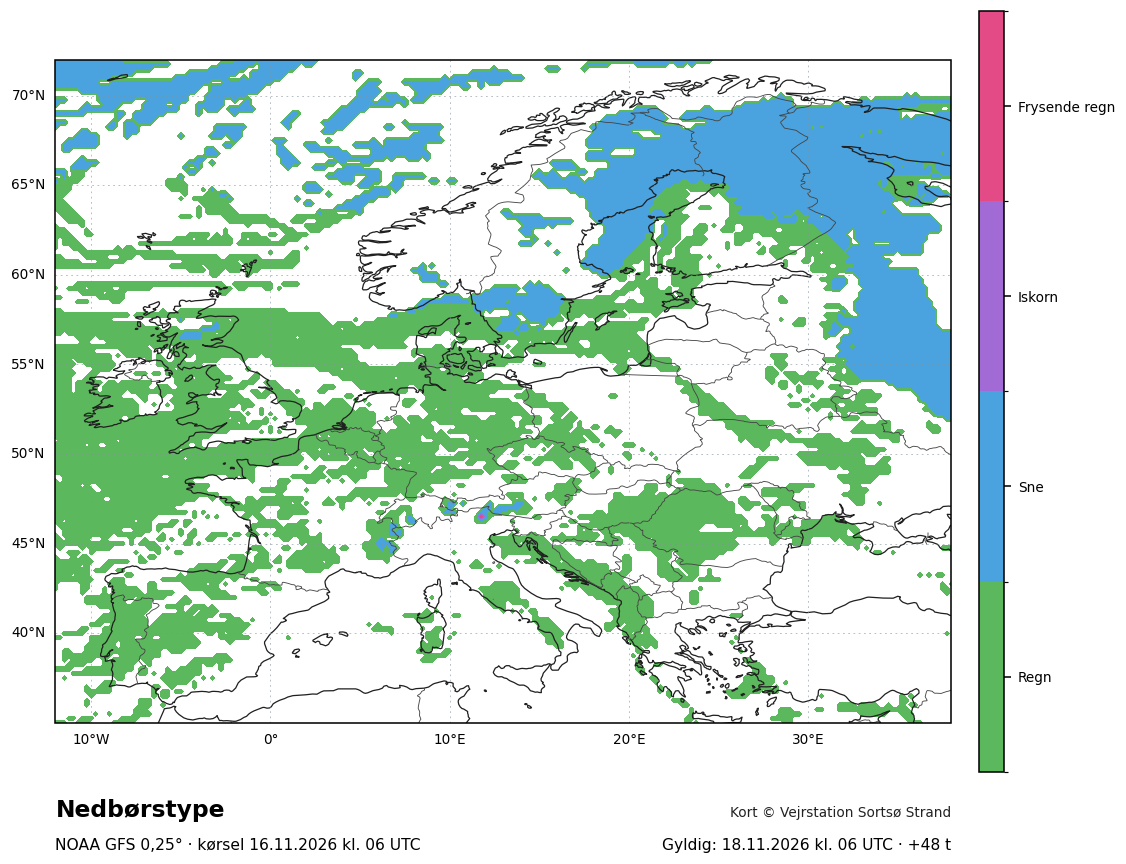 70°N
65°N
60°N
55°N
50°N
45°N
40°N
10°W
0°
10°E
20°E
30°E
Frysende regn
Iskorn
Sne
Regn
Nedbørstype
Kort © Vejrstation Sortsø Strand
NOAA GFS 0,25° · kørsel 16.11.2026 kl. 06 UTC
Gyldig: 18.11.2026 kl. 06 UTC · +48 t